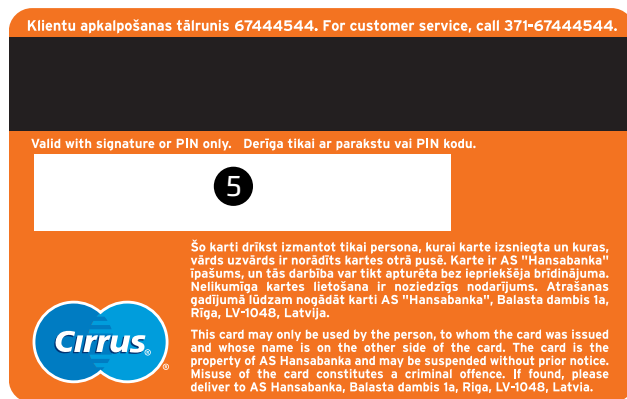 Klientu apkalpošanas tālrunis 67444544. For customer service, call 371-67444544.
Valid with signature or PIN only. Derīga tikai ar parakstu vai PIN kodu.
5
Šo karti drīkst izmantot tikai persona, kurai karte izsniegta un kuras,
vārds uzvārds ir norādīts kartes otrā pusē. Karte ir AS "Hansabanka"
īpašums, un tās darbība var tikt apturēta bez iepriekšēja brīdinājuma.
Nelikumīga kartes lietošana ir noziedzīgs nodarījums. Atrašanas
gadījumā lūdzam nogādāt karti AS "Hansabanka", Balasta dambis 1a,
Rīga, LV-1048, Latvija.
This card may only be used by the person, to whom the card was issued
and whose name is on the other side of the card. The card is the
property of AS Hansabanka and may be suspended without prior notice.
Misuse of the card constitutes a criminal offence. If found, please
deliver to AS Hansabanka, Balasta dambis 1a, Riga, LV-1048, Latvia.
Cirrus®
®